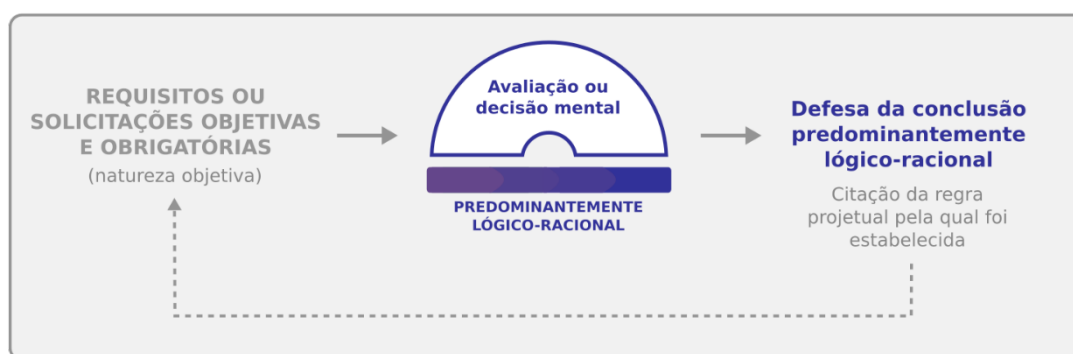 REQUISITOS OU
SOLICITAÇÕES OBJETIVAS
E OBRIGATÓRIAS
(natureza objetiva)
Avaliação ou
decisão mental
PREDOMINANTEMENTE
LÓGICO-RACIONAL
Defesa da conclusão
predominantemente
lógico-racional
Citação da regra
projetual pela qual foi
estabelecida